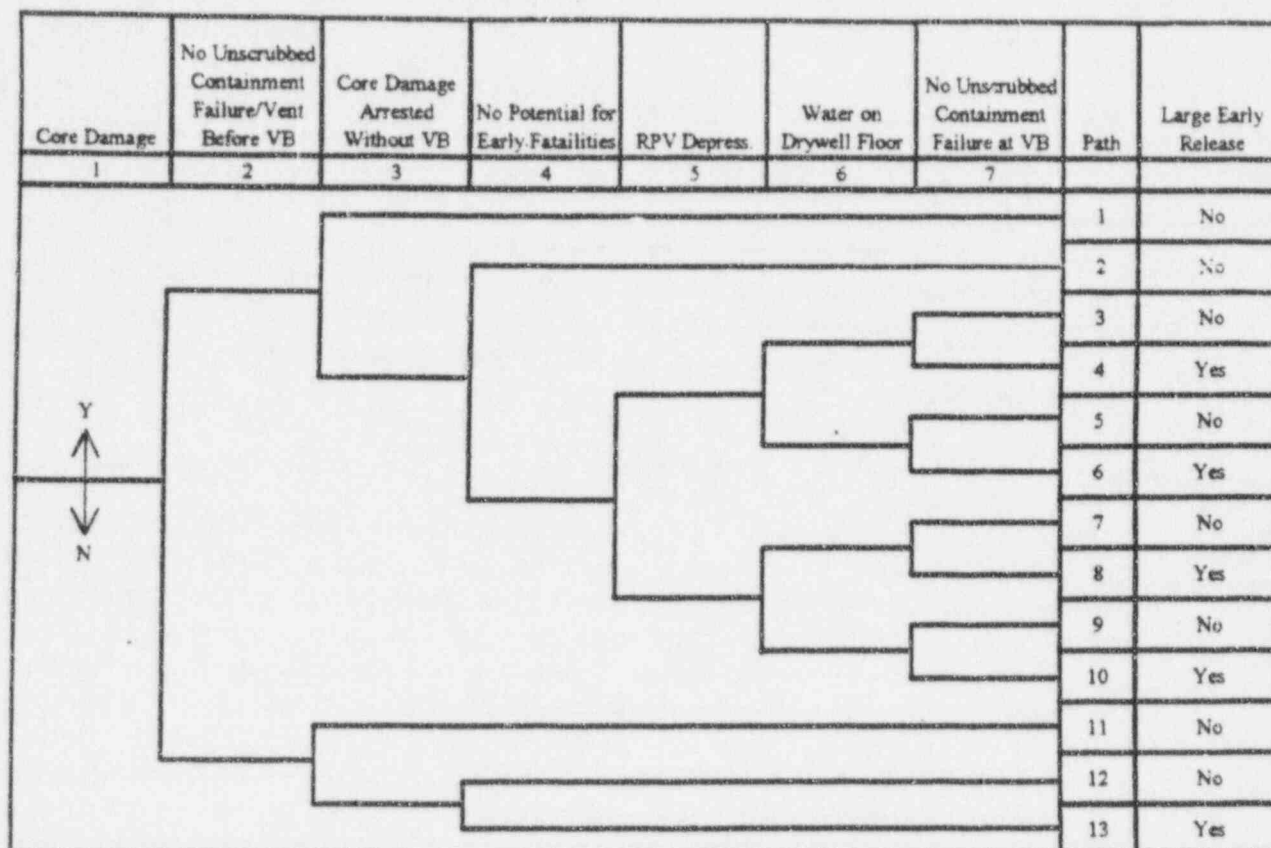 Core Damage
No Unscrubbed
Containment
Failure/Vent
Before VB
Core Damage
Arrested
Without VB
No Potential for
Early Fatailities
RPV Depress.
Water on
Drywell Floor
No Unscrubbed
Containment
Failure at VB
Path
Large Early
Release
1 2 3 4 5 6 7
Y
N
1 No
2 No
3 No
4 Yes
5 No
6 Yes
7 No
8 Yes
9 No
10 Yes
11 No
12 No
13 Yes